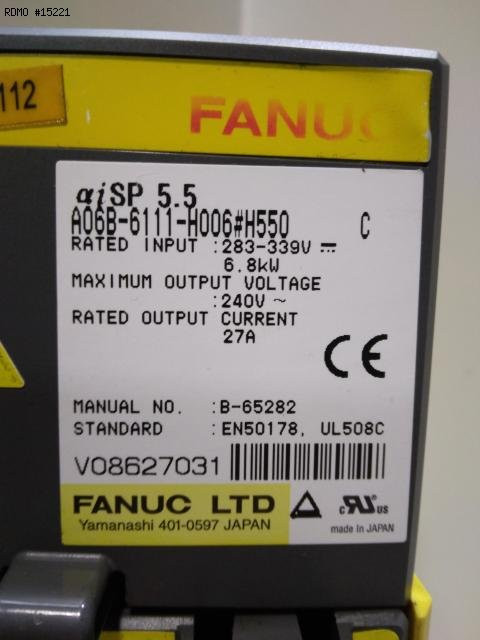 RDMO #15221
112
FANUC
αiSP 5.5
A06B-6111-H006#H550 C
RATED INPUT :283-339V ⎓
6.8kW
MAXIMUM OUTPUT VOLTAGE
:240V ~
RATED OUTPUT CURRENT
27A
CE
MANUAL NO. :B-65282
STANDARD :EN50178, UL508C
V08627031
FANUC LTD
Yamanashi 401-0597 JAPAN
c RU US
made in JAPAN